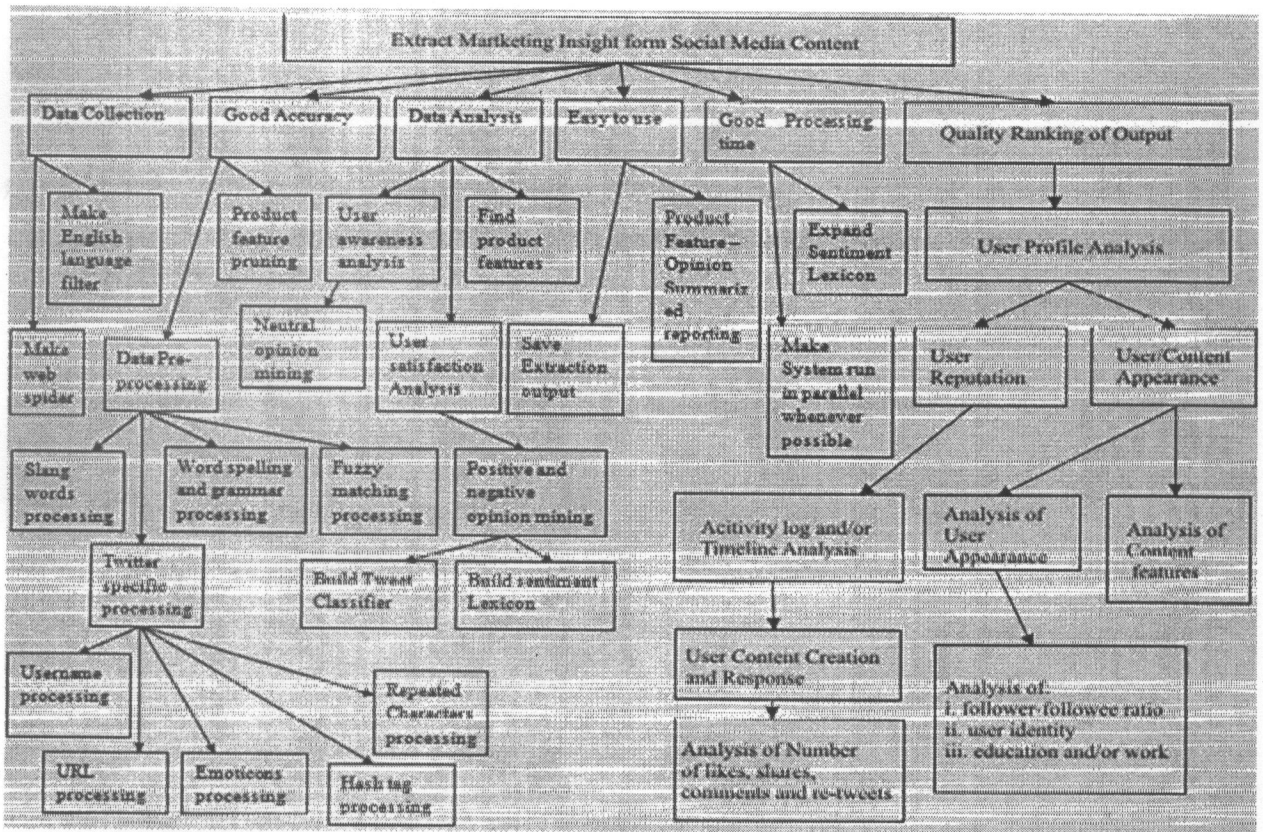 Extract Martketing Insight form Social Media Content
Data Collection
Good Accuracy
Data Analysis
Easy to use
Good Processing
time
Quality Ranking of Output
Make
English
language
filter
Product
feature
pruning
User
awareness
analysis
Find
product
features
Product
Feature–
Opinion
Summariz
ed
reporting
Expand
Sentiment
Lexicon
User Profile Analysis
Make
web
spidar
Data Pre-
processing
Neutral
opinion
mining
User
satisfaction
Analysis
Save
Extraction
output
Make
System run
in parallel
whenever
possible
User
Reputation
User/Content
Appearance
Slang
words
processing
Word spelling
and grammar
processing
Fuzzy
matching
processing
Positive and
negative
opinion mining
Acitivity log and/or
Timeline Analysis
Analysis of
User
Appearance
Analysis of
Content
features
Twitter
specific
processing
Build Tweet
Classifier
Build sentiment
Lexicon
Username
processing
Repeated
Characters
processing
User Content Creation
and Response
Analysis of:
i. follower-followee ratio
ii. user identity
iii. education and/or work
URL
processing
Emoticons
processing
Hash tag
processing
Analysis of Number
of likes, shares,
comments and re-tweets